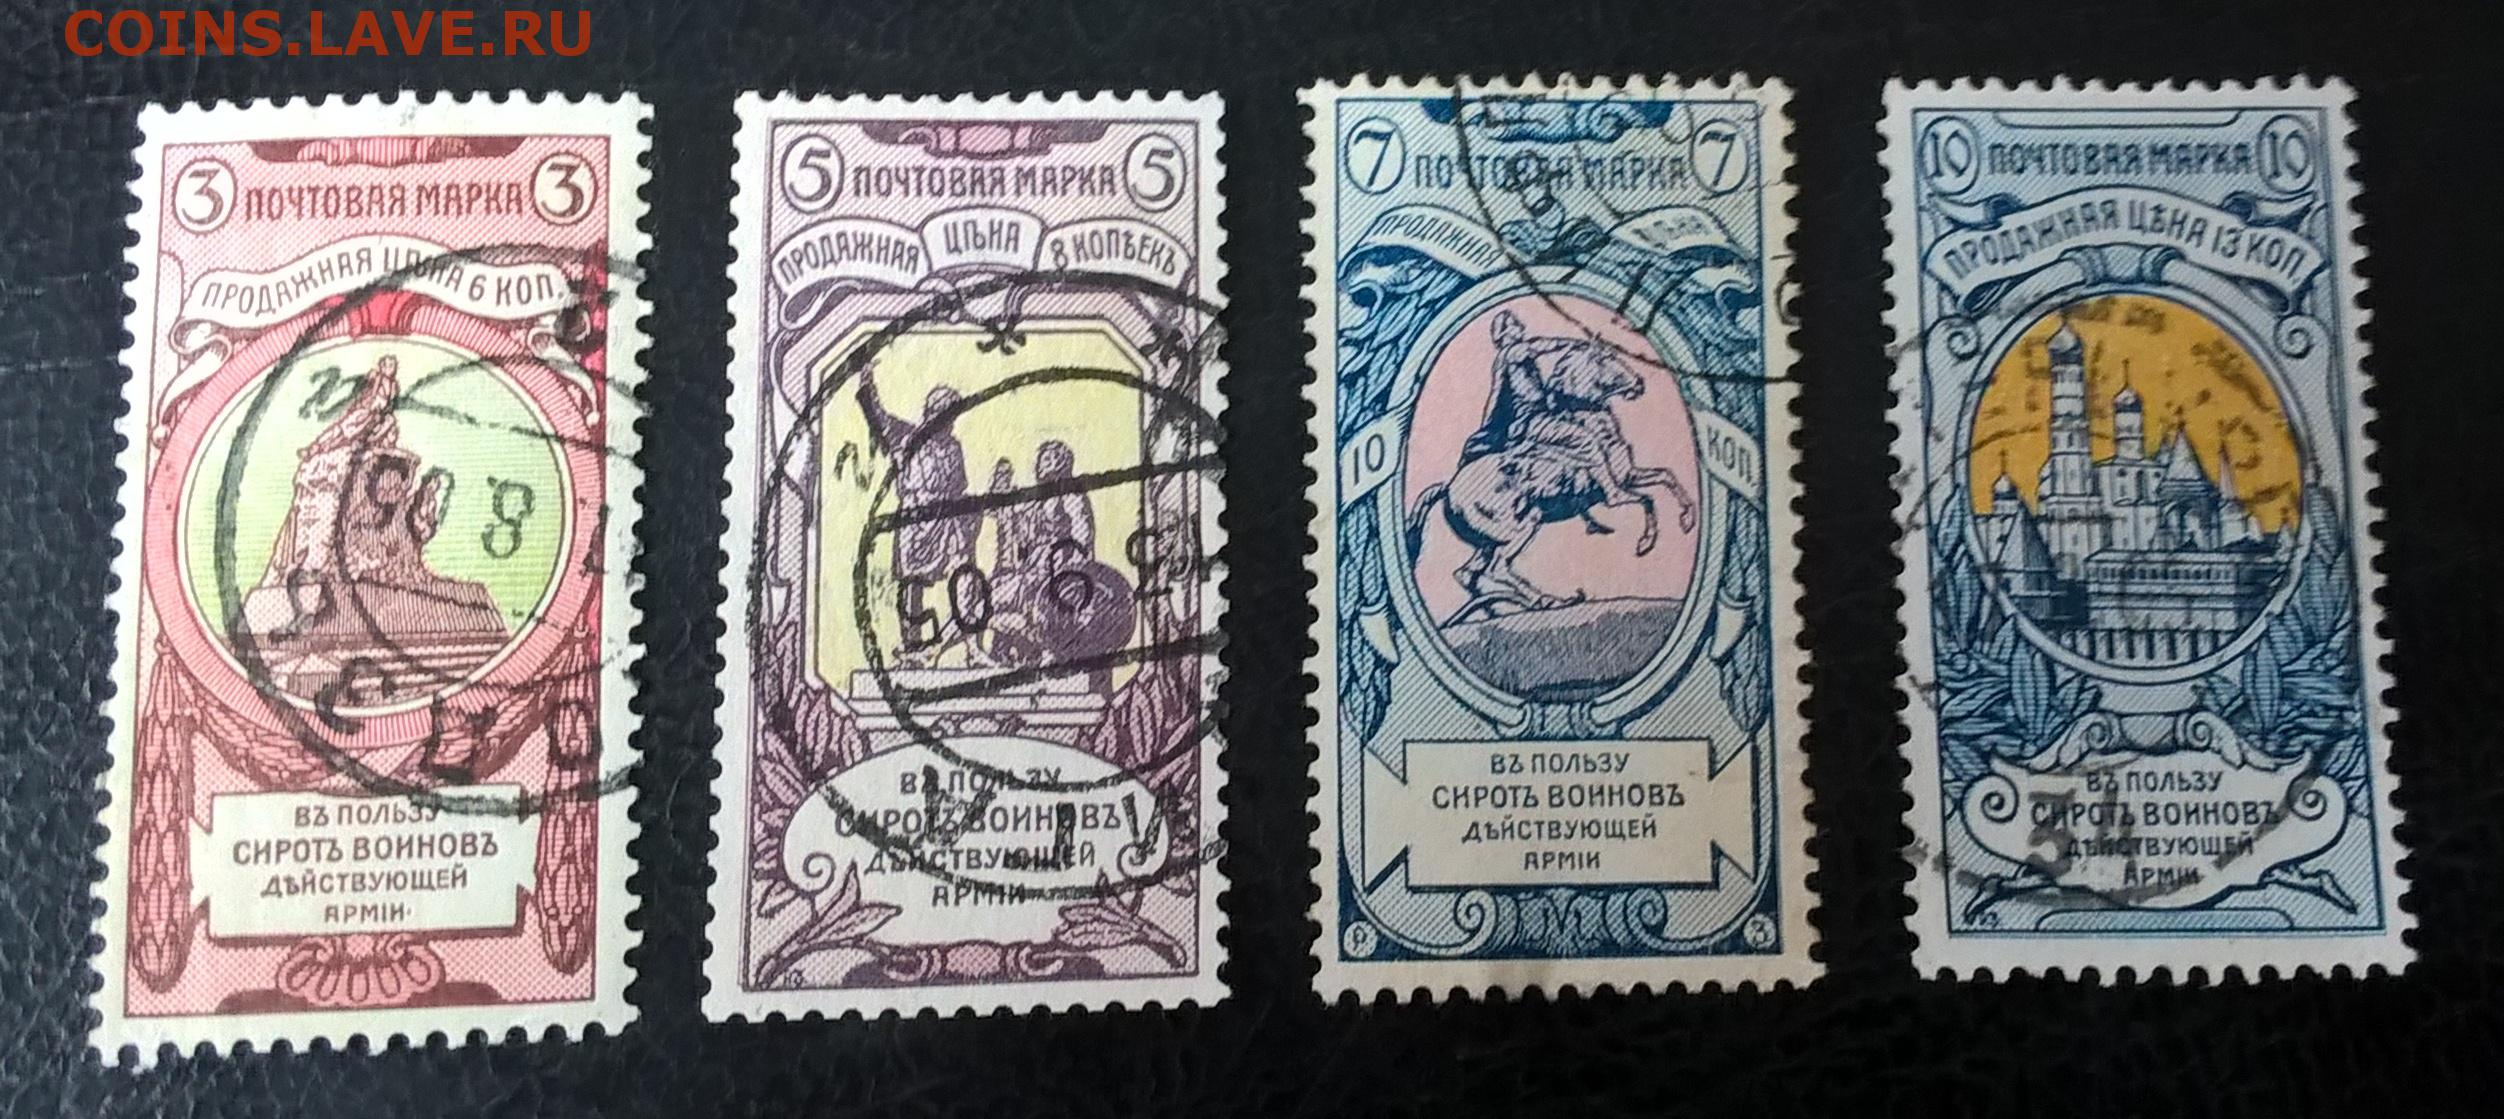 COINS.LAVE.RU
3 ПОЧТОВАЯ МАРКА 3
ПРОДАЖНАЯ ЦѢНА 6 КОП.
ВЪ ПОЛЬЗУ
СИРОТЪ ВОИНОВЪ
ДѢЙСТВУЮЩЕЙ
АРМІИ.
5 ПОЧТОВАЯ МАРКА 5
ПРОДАЖНАЯ ЦѢНА 8 КОПѢЕКЪ
05
ВЪ ПОЛЬЗУ
СИРОТЪ ВОИНОВЪ
ДѢЙСТВУЮЩЕЙ
АРМІИ
7 ПОЧТОВАЯ МАРКА 7
ПРОДАЖНАЯ ЦѢНА
10 КОП.
ВЪ ПОЛЬЗУ
СИРОТЪ ВОИНОВЪ
ДѢЙСТВУЮЩЕЙ
АРМІИ
Р. З.
10 ПОЧТОВАЯ МАРКА 10
ПРОДАЖНАЯ ЦѢНА 13 КОП.
ВЪ ПОЛЬЗУ
СИРОТЪ ВОИНОВЪ
ДѢЙСТВУЮЩЕЙ
АРМІИ